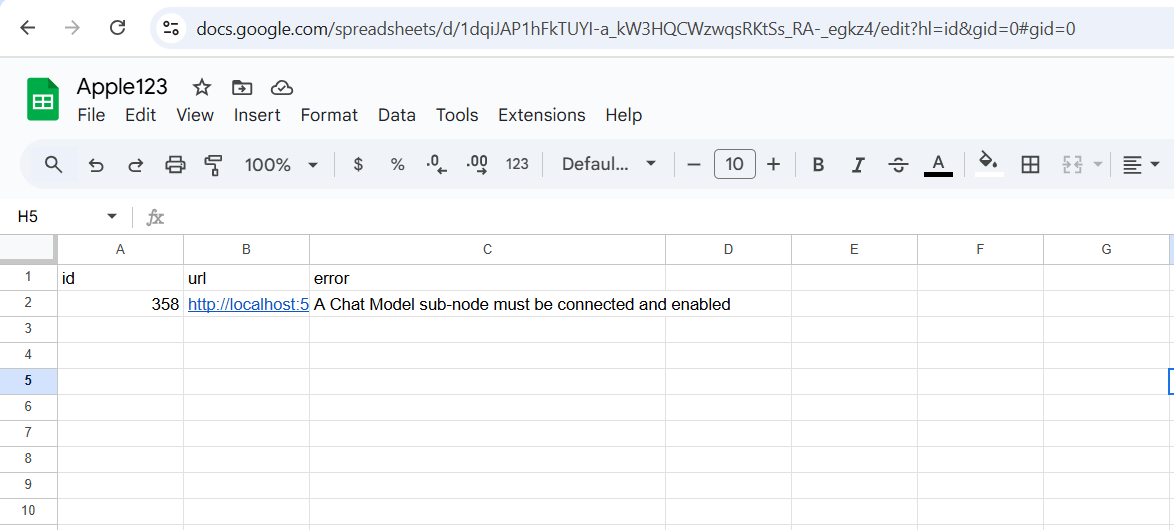 docs.google.com/spreadsheets/d/1dqiJAP1hFkTUYI-a_kW3HQCWzwqsRKtSs_RA-_egkz4/edit?hl=id&gid=0#gid=0
Apple123
File Edit View Insert Format Data Tools Extensions Help
100% $ % .0 .00 123 Defaul... 10 B I S A
H5 fx
A B C D E F G
1 id url error
2 358 http://localhost:5 A Chat Model sub-node must be connected and enabled
3
4
5
6
7
8
9
10